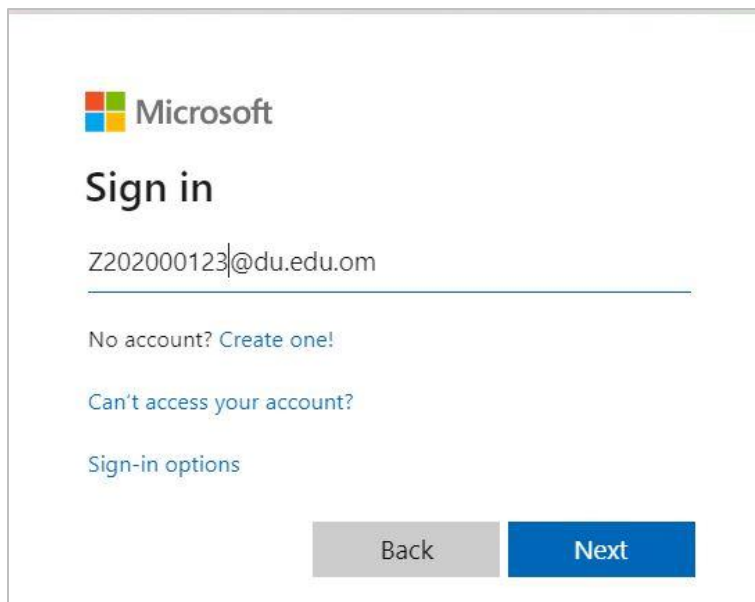 Microsoft
Sign in
Z202000123@du.edu.om
No account? Create one!
Can't access your account?
Sign-in options
Back Next